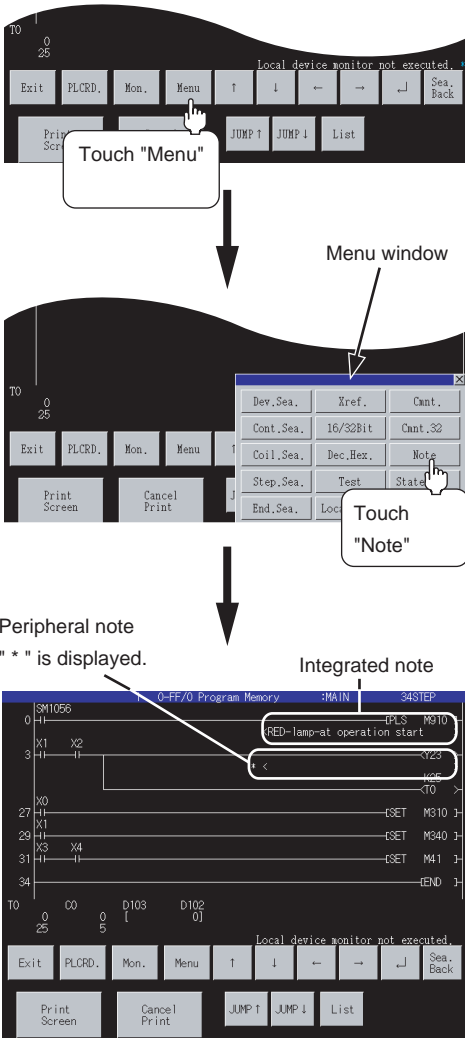 TO
0
25
Local device monitor not executed. *
Exit PLCRD. Mon. Menu ↑ ↓ ← → ↵ Sea. Back
JUMP↑ JUMP↓ List
Touch "Menu"
Menu window
TO
0
25
Dev.Sea. Xref. Cmnt.
Cont.Sea. 16/32Bit Cmnt.32
Coil.Sea. Dec.Hex. Note
Step.Sea. Test
End.Sea.
Exit PLCRD. Mon. Menu ↑
Print Screen Cancel Print
Touch
"Note"
Peripheral note
" * " is displayed.
Integrated note
0-FF/0 Program Memory :MAIN 34STEP
SM1056
0 [PLS M910 ]
<RED-lamp-at operation start
X1 X2
3 <Y23 >
* <
K25
<T0 >
X0
27 [SET M310 ]
X1
29 [SET M340 ]
X3 X4
31 [SET M41 ]
34 [END ]
TO C0 D103 D102
0 0 [ 0]
25 5
Local device monitor not executed.
Exit PLCRD. Mon. Menu ↑ ↓ ← → ↵ Sea. Back
Print Screen Cancel Print JUMP↑ JUMP↓ List